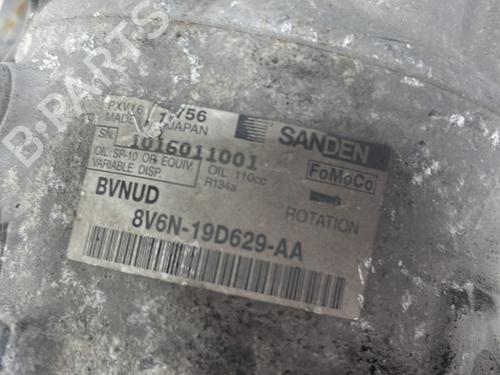 B-PARTS
PXV16
1756
MADE IN JAPAN
SANDEN
SN
1016011001
OIL:SP-10 OR EQUIV.
VARIABLE DISP.
OIL 110cc
R134a
FoMoCo
BVNUD
ROTATION
8V6N-19D629-AA